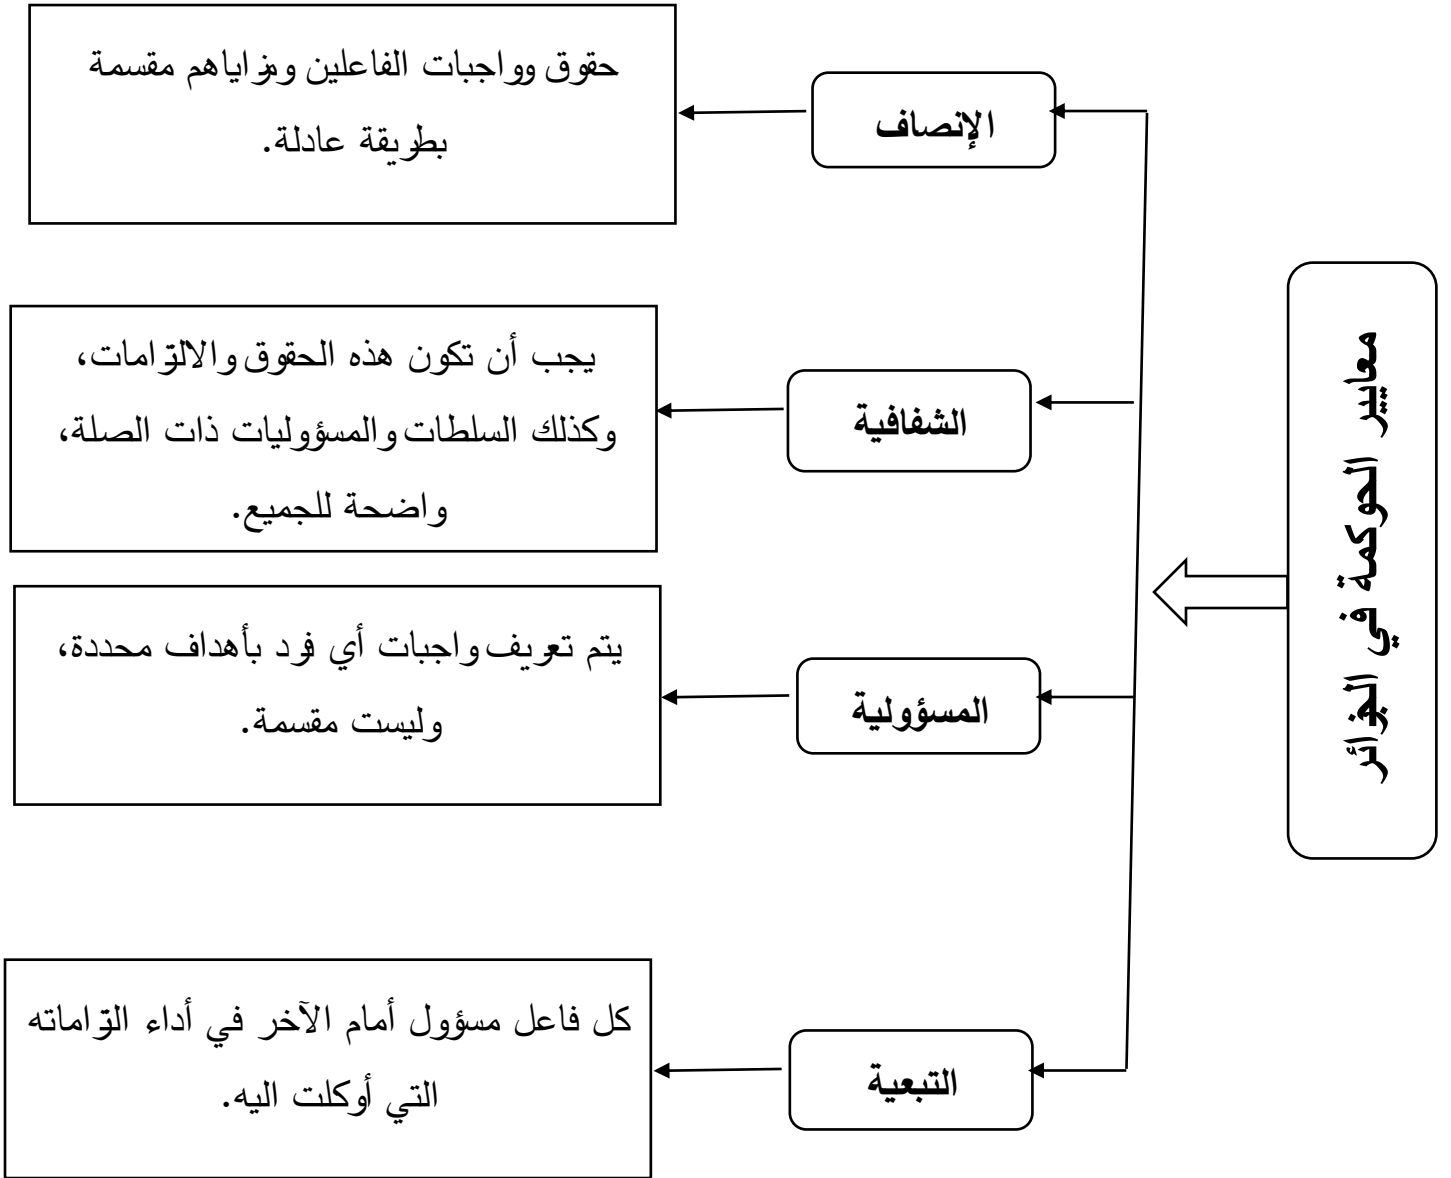 معايير الحوكمة في الجزائر
الإنصاف
حقوق وواجبات الفاعلين ومزاياهم مقسمة
بطريقة عادلة.
الشفافية
يجب أن تكون هذه الحقوق والالتزامات،
وكذلك السلطات والمسؤوليات ذات الصلة،
واضحة للجميع.
المسؤولية
يتم تعريف واجبات أي فرد بأهداف محددة،
وليست مقسمة.
التبعية
كل فاعل مسؤول أمام الآخر في أداء التزاماته
التي أوكلت اليه.